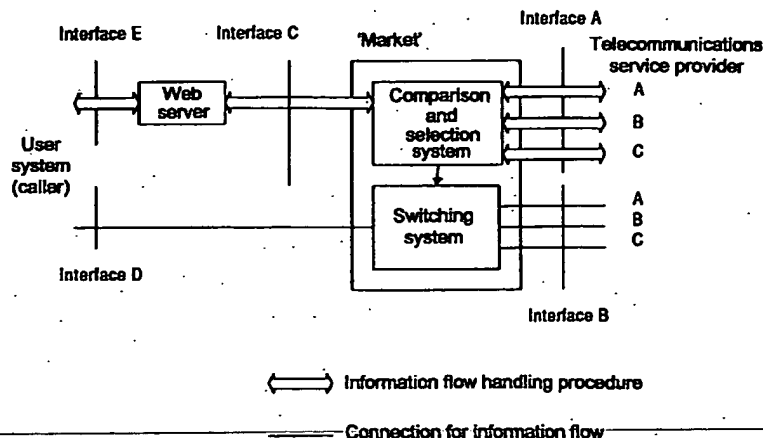 Interface E
Interface C
'Market'
Interface A
Telecommunications
service provider
Web
server
Comparison
and
selection
system
A
B
C
User
system
(caller)
Switching
system
A
B
C
Interface D
Interface B
Information flow handling procedure
Connection for information flow